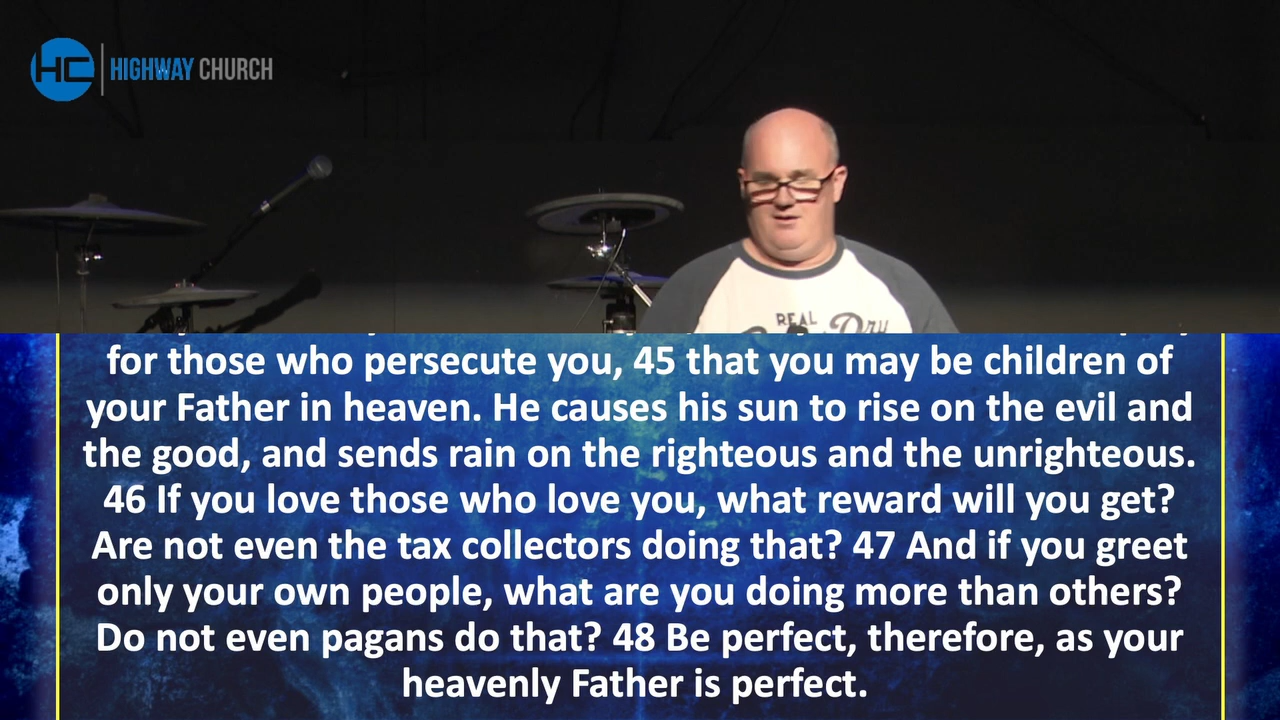 HC HIGHWAY CHURCH
REAL
Dry
for those who persecute you, 45 that you may be children of
your Father in heaven. He causes his sun to rise on the evil and
the good, and sends rain on the righteous and the unrighteous.
46 If you love those who love you, what reward will you get?
Are not even the tax collectors doing that? 47 And if you greet
only your own people, what are you doing more than others?
Do not even pagans do that? 48 Be perfect, therefore, as your
heavenly Father is perfect.